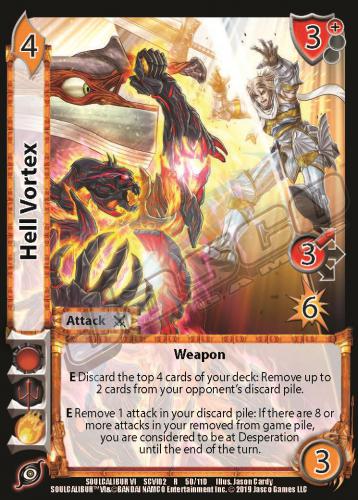 4
3
+
Hell Vortex
3
6
Attack
Weapon
E Discard the top 4 cards of your deck: Remove up to
2 cards from your opponent's discard pile.
E Remove 1 attack in your discard pile: If there are 8 or
more attacks in your removed from game pile,
you are considered to be at Desperation
until the end of the turn.
3
SOULCALIBUR VI SCVI02 R 50/110 Illus. Jason Cardy
SOULCALIBUR™VI&©BANDAI NAMCO Entertainment Inc. ©2019 Jasco Games LLC